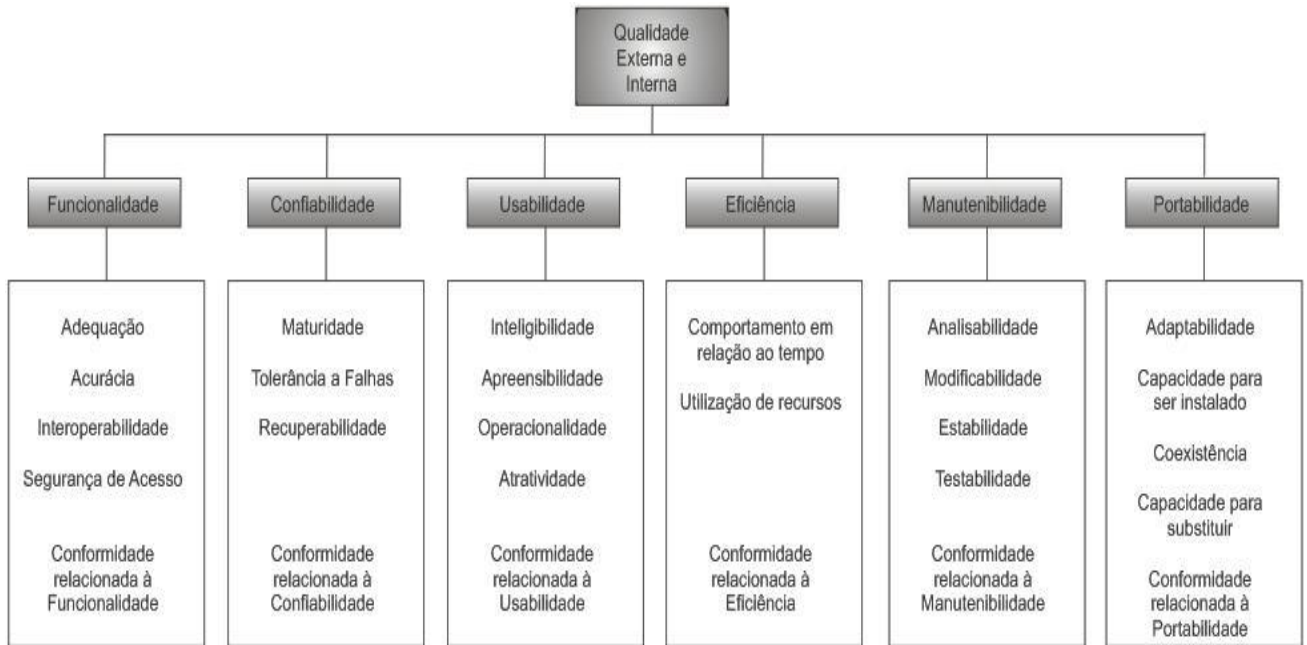 Qualidade
Externa e
Interna
Funcionalidade
Confiabilidade
Usabilidade
Eficiência
Manutenibilidade
Portabilidade
Adequação
Acurácia
Interoperabilidade
Segurança de Acesso
Conformidade
relacionada à
Funcionalidade
Maturidade
Tolerância a Falhas
Recuperabilidade
Conformidade
relacionada à
Confiabilidade
Inteligibilidade
Apreensibilidade
Operacionalidade
Atratividade
Conformidade
relacionada à
Usabilidade
Comportamento em
relação ao tempo
Utilização de recursos
Conformidade
relacionada à
Eficiência
Analisabilidade
Modificabilidade
Estabilidade
Testabilidade
Conformidade
relacionada à
Manutenibilidade
Adaptabilidade
Capacidade para
ser instalado
Coexistência
Capacidade para
substituir
Conformidade
relacionada à
Portabilidade